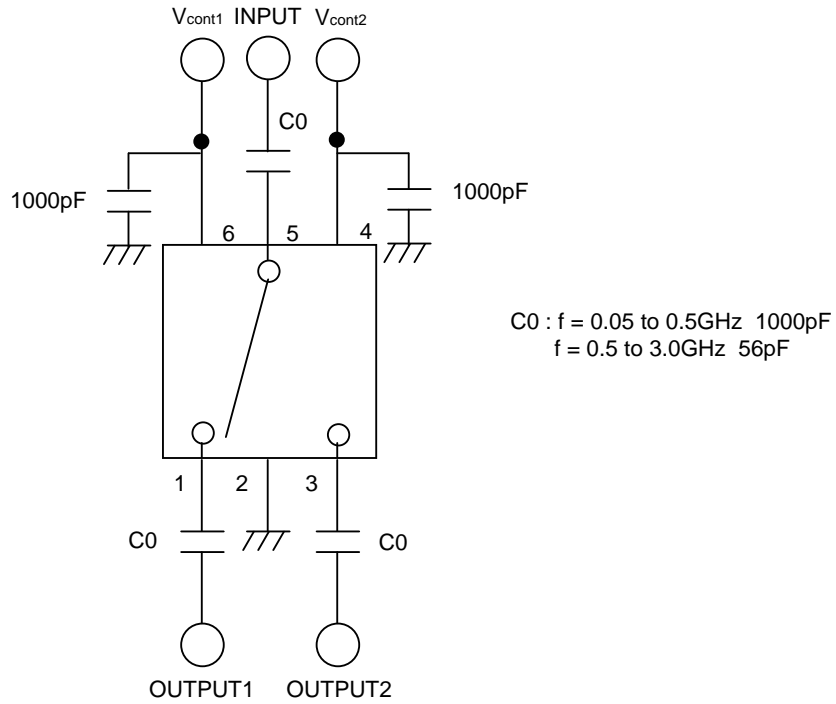 Vcont1 INPUT Vcont2
C0
1000pF
1000pF
6 5 4
C0 : f = 0.05 to 0.5GHz 1000pF
f = 0.5 to 3.0GHz 56pF
1 2 3
C0
C0
OUTPUT1 OUTPUT2